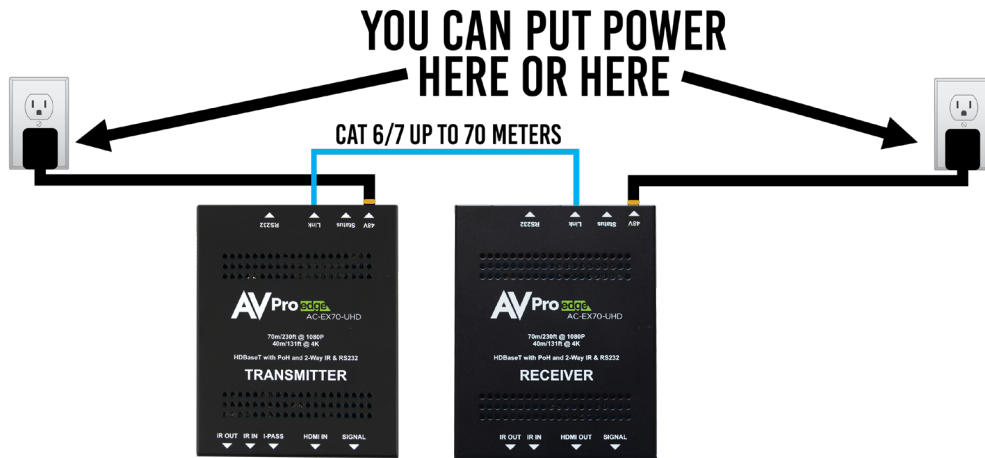 YOU CAN PUT POWER
HERE OR HERE
CAT 6/7 UP TO 70 METERS
RS232 Link Status 48V
RS232 Link Status 48V
AVPro edge
AC-EX70-UHD
70m/230ft @ 1080P
40m/131ft @ 4K
HDBaseT with PoH and 2-Way IR & RS232
TRANSMITTER
IR OUT IR IN I-PASS HDMI IN SIGNAL
AVPro edge
AC-EX70-UHD
70m/230ft @ 1080P
40m/131ft @ 4K
HDBaseT with PoH and 2-Way IR & RS232
RECEIVER
IR OUT IR IN HDMI OUT SIGNAL